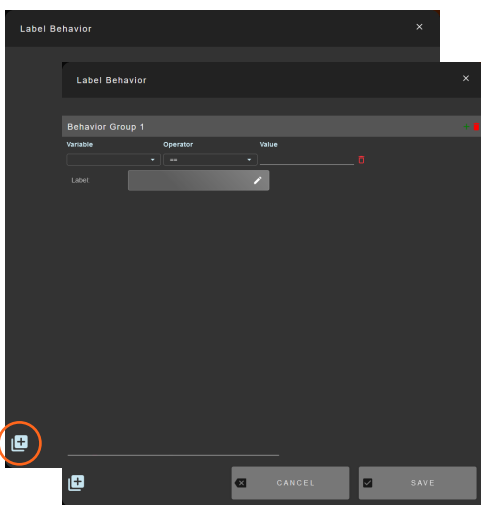 Label Behavior
Label Behavior
Behavior Group 1
Variable Operator Value
==
Label:
CANCEL SAVE